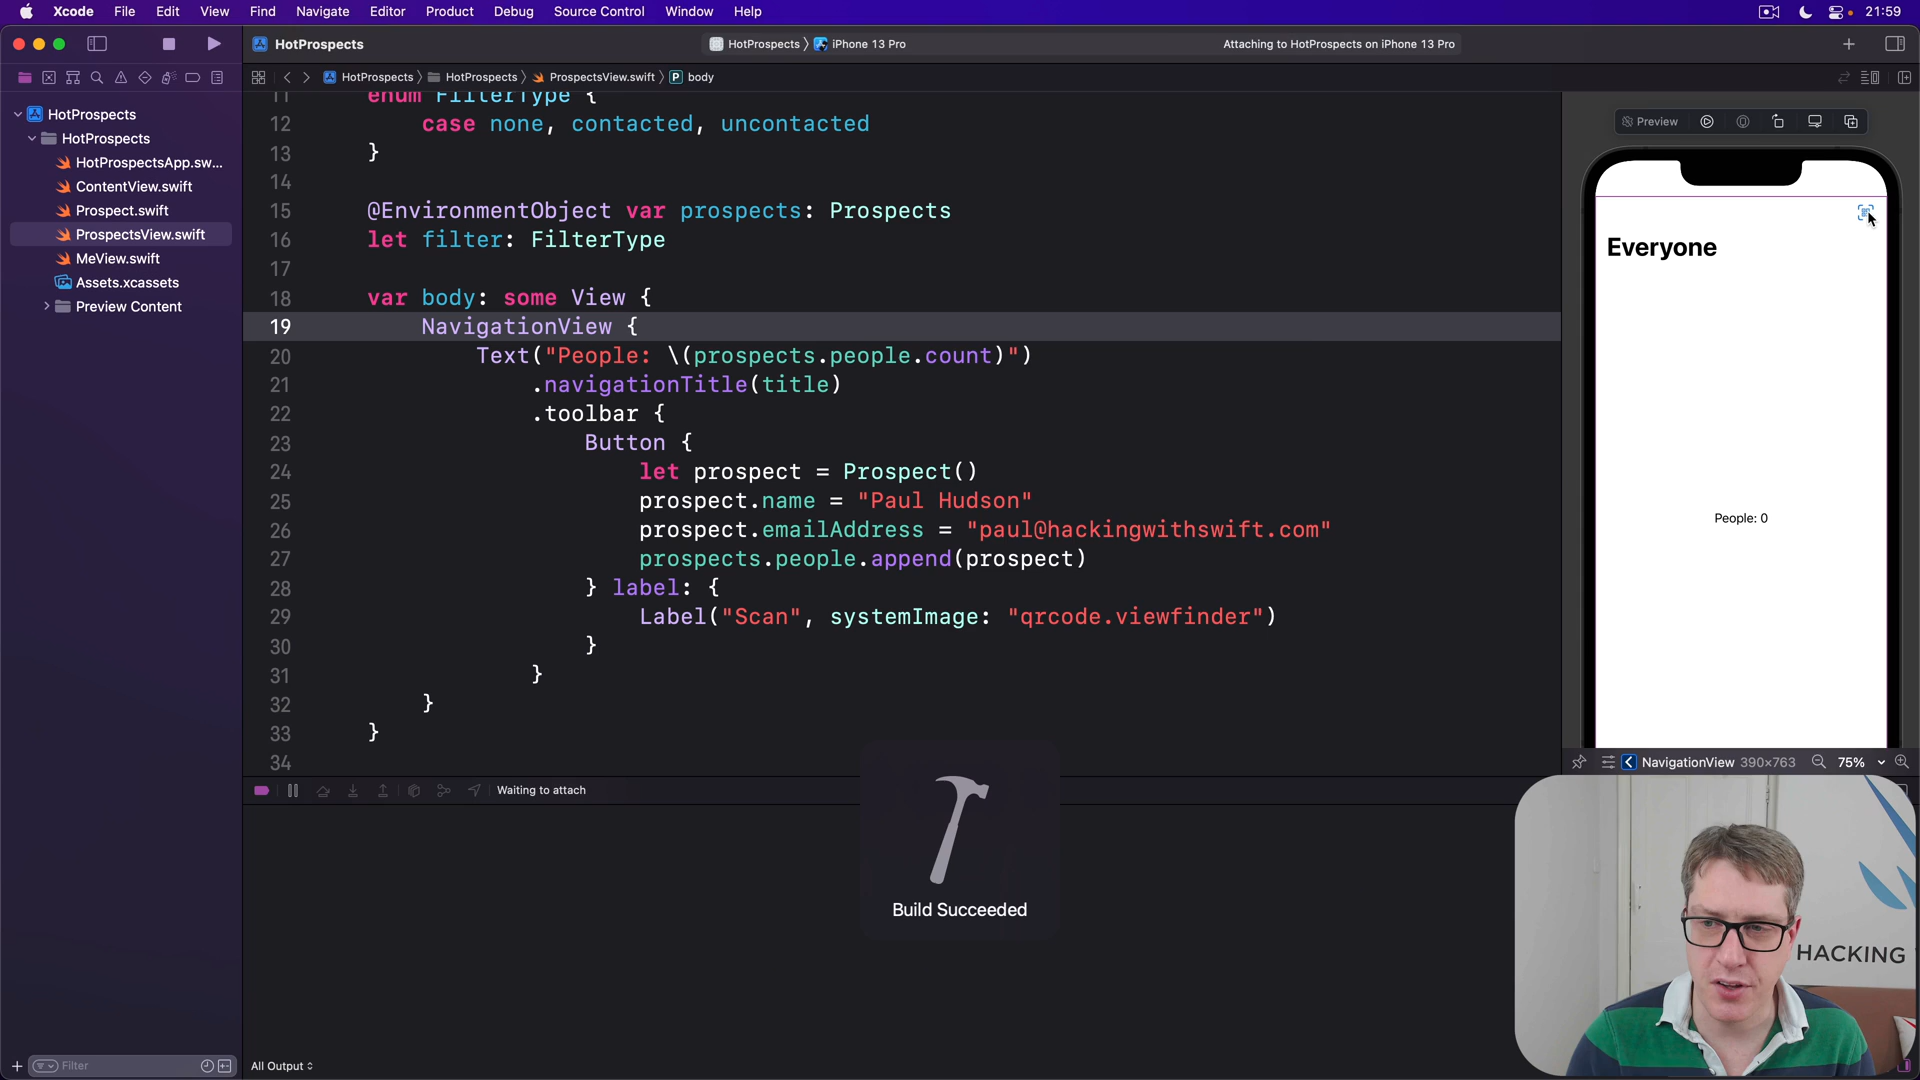 Xcode File Edit View Find Navigate Editor Product Debug Source Control Window Help 21:59
HotProspects HotProspects iPhone 13 Pro Attaching to HotProspects on iPhone 13 Pro
HotProspects HotProspects ProspectsView.swift P body
HotProspects
HotProspects
HotProspectsApp.sw...
ContentView.swift
Prospect.swift
ProspectsView.swift
MeView.swift
Assets.xcassets
Preview Content
Filter
11 enum FilterType {
12 case none, contacted, uncontacted
13 }
14
15 @EnvironmentObject var prospects: Prospects
16 let filter: FilterType
17
18 var body: some View {
19 NavigationView {
20 Text("People: \(prospects.people.count)")
21 .navigationTitle(title)
22 .toolbar {
23 Button {
24 let prospect = Prospect()
25 prospect.name = "Paul Hudson"
26 prospect.emailAddress = "paul@hackingwithswift.com"
27 prospects.people.append(prospect)
28 } label: {
29 Label("Scan", systemImage: "qrcode.viewfinder")
30 }
31 }
32 }
33 }
34
Waiting to attach
Build Succeeded
All Output
Preview
Everyone
People: 0
NavigationView 390×763 75%
HACKING